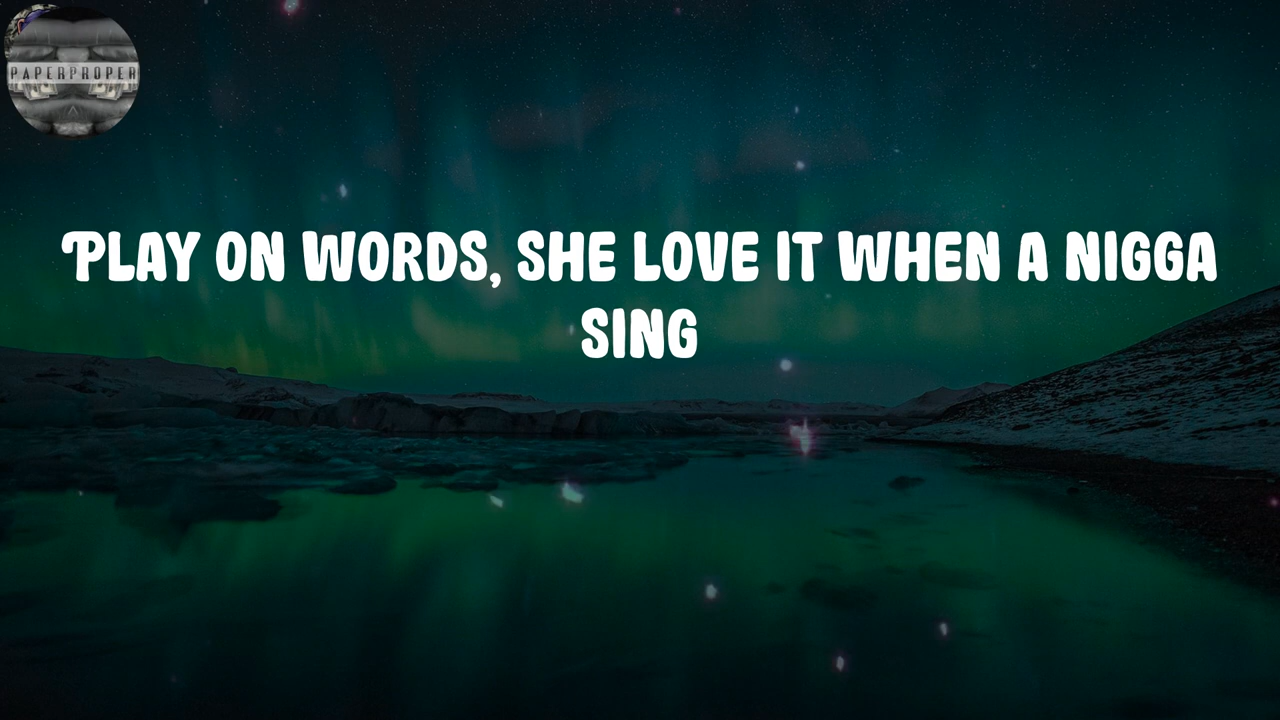 PAPERPROPER
PLAY ON WORDS, SHE LOVE IT WHEN A NIGGA
SING